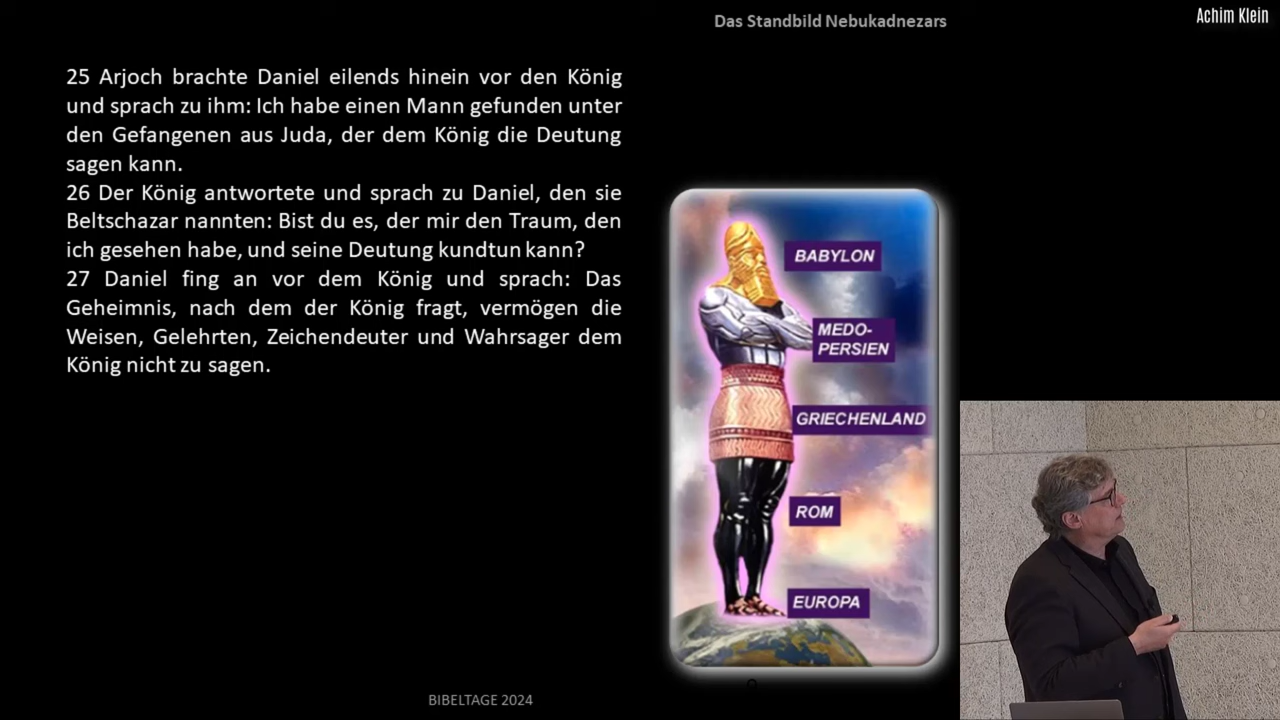 Das Standbild Nebukadnezars
Achim Klein
25 Arjoch brachte Daniel eilends hinein vor den König
und sprach zu ihm: Ich habe einen Mann gefunden unter
den Gefangenen aus Juda, der dem König die Deutung
sagen kann.
26 Der König antwortete und sprach zu Daniel, den sie
Beltschazar nannten: Bist du es, der mir den Traum, den
ich gesehen habe, und seine Deutung kundtun kann?
27 Daniel fing an vor dem König und sprach: Das
Geheimnis, nach dem der König fragt, vermögen die
Weisen, Gelehrten, Zeichendeuter und Wahrsager dem
König nicht zu sagen.
BABYLON
MEDO-
PERSIEN
GRIECHENLAND
ROM
EUROPA
BIBELTAGE 2024